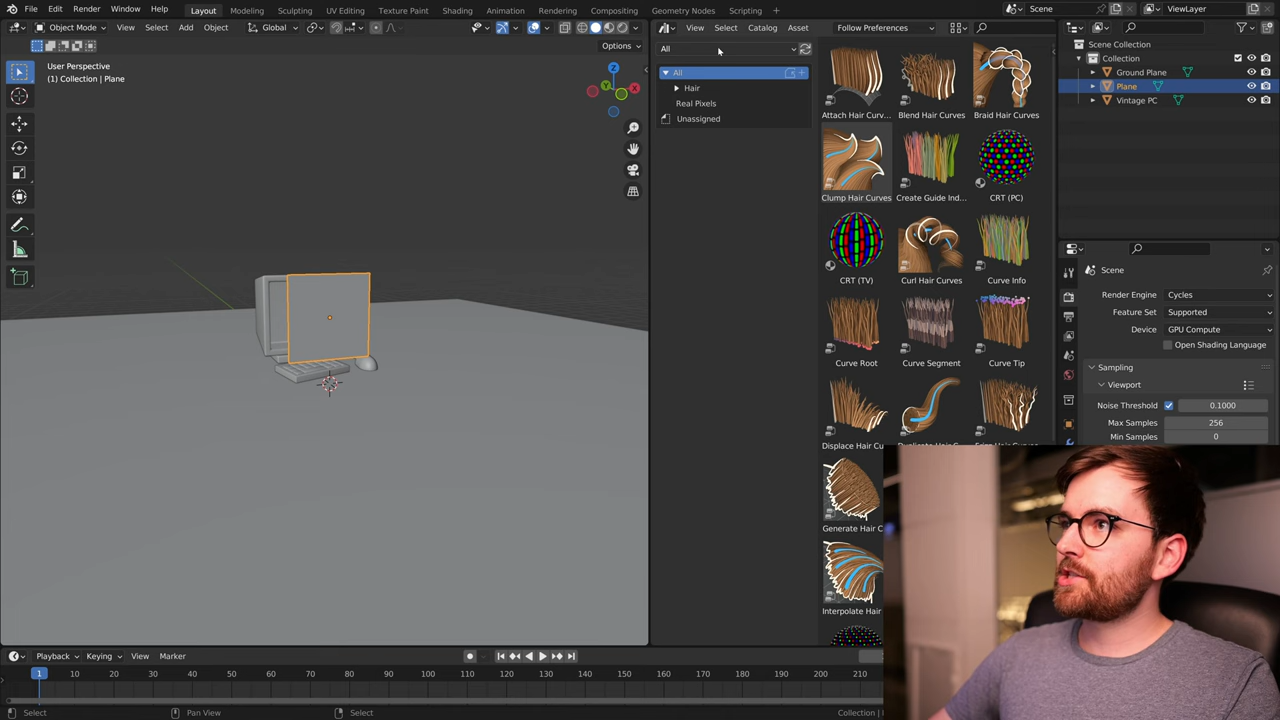 File Edit Render Window Help Layout Modeling Sculpting UV Editing Texture Paint Shading Animation Rendering Compositing Geometry Nodes Scripting + Scene ViewLayer
Object Mode View Select Add Object Global
View Select Catalog Asset Follow Preferences
Options
User Perspective
(1) Collection | Plane
Z
Y
X
All
All
Hair
Real Pixels
Unassigned
Attach Hair Curv... Blend Hair Curves Braid Hair Curves
Clump Hair Curves Create Guide Ind... CRT (PC)
CRT (TV) Curl Hair Curves Curve Info
Curve Root Curve Segment Curve Tip
Displace Hair Cu...
Generate Hair C
Interpolate Hair
Scene Collection
Collection
Ground Plane
Plane
Vintage PC
Scene
Render Engine Cycles
Feature Set Supported
Device GPU Compute
Open Shading Language
Sampling
Viewport
Noise Threshold 0.1000
Max Samples 256
Min Samples 0
Playback Keying View Marker
1 10 20 30 40 50 60 70 80 90 100 110 120 130 140 150 160 170 180 190 200 210
Select Pan View Select Collection |